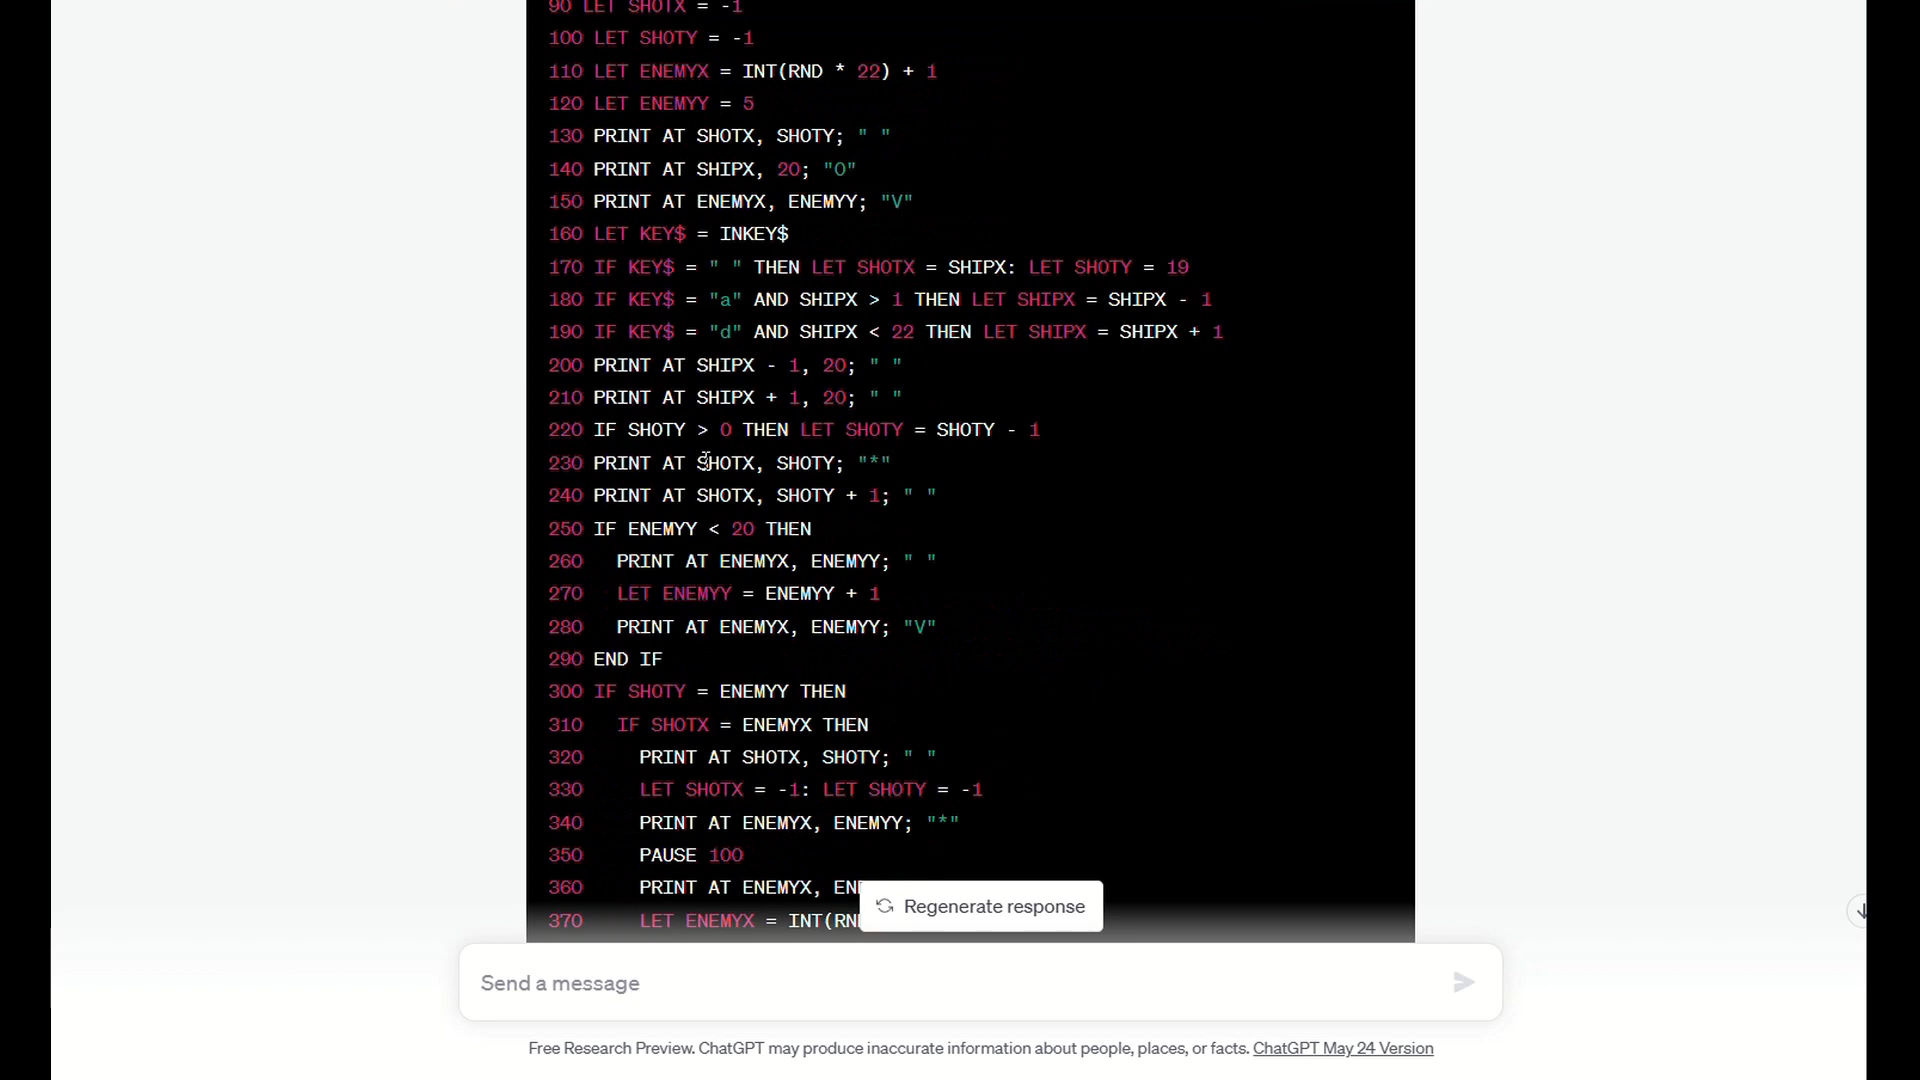 90 LET SHOTX = -1
100 LET SHOTY = -1
110 LET ENEMYX = INT(RND * 22) + 1
120 LET ENEMYY = 5
130 PRINT AT SHOTX, SHOTY; " "
140 PRINT AT SHIPX, 20; "O"
150 PRINT AT ENEMYX, ENEMYY; "V"
160 LET KEY$ = INKEY$
170 IF KEY$ = " " THEN LET SHOTX = SHIPX: LET SHOTY = 19
180 IF KEY$ = "a" AND SHIPX > 1 THEN LET SHIPX = SHIPX - 1
190 IF KEY$ = "d" AND SHIPX < 22 THEN LET SHIPX = SHIPX + 1
200 PRINT AT SHIPX - 1, 20; " "
210 PRINT AT SHIPX + 1, 20; " "
220 IF SHOTY > 0 THEN LET SHOTY = SHOTY - 1
230 PRINT AT SHOTX, SHOTY; "*"
240 PRINT AT SHOTX, SHOTY + 1; " "
250 IF ENEMYY < 20 THEN
260   PRINT AT ENEMYX, ENEMYY; " "
270   LET ENEMYY = ENEMYY + 1
280   PRINT AT ENEMYX, ENEMYY; "V"
290 END IF
300 IF SHOTY = ENEMYY THEN
310   IF SHOTX = ENEMYX THEN
320     PRINT AT SHOTX, SHOTY; " "
330     LET SHOTX = -1: LET SHOTY = -1
340     PRINT AT ENEMYX, ENEMYY; "*"
350     PAUSE 100
360     PRINT AT ENEMYX, EN
370     LET ENEMYX = INT(RN
Regenerate response
Send a message
Free Research Preview. ChatGPT may produce inaccurate information about people, places, or facts. ChatGPT May 24 Version